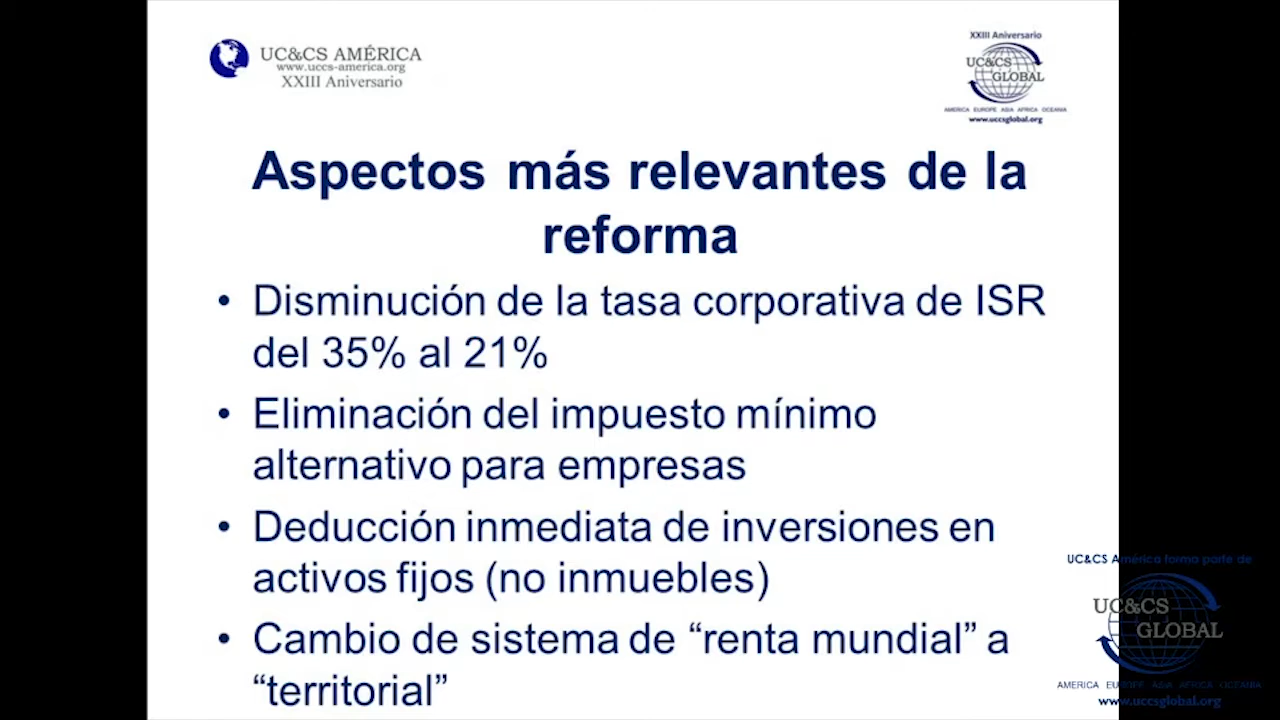 UC&CS AMÉRICA
www.uccs-america.org
XXIII Aniversario
XXIII Aniversario
UC&CS
GLOBAL
AMERICA EUROPE ASIA AFRICA OCEANIA
www.uccsglobal.org
Aspectos más relevantes de la
reforma
• Disminución de la tasa corporativa de ISR
del 35% al 21%
• Eliminación del impuesto mínimo
alternativo para empresas
• Deducción inmediata de inversiones en
activos fijos (no inmuebles)
• Cambio de sistema de “renta mundial” a
“territorial”
UC&CS América forma parte de
UC&CS
GLOBAL
AMERICA EUROPE ASIA AFRICA OCEANIA
www.uccsglobal.org